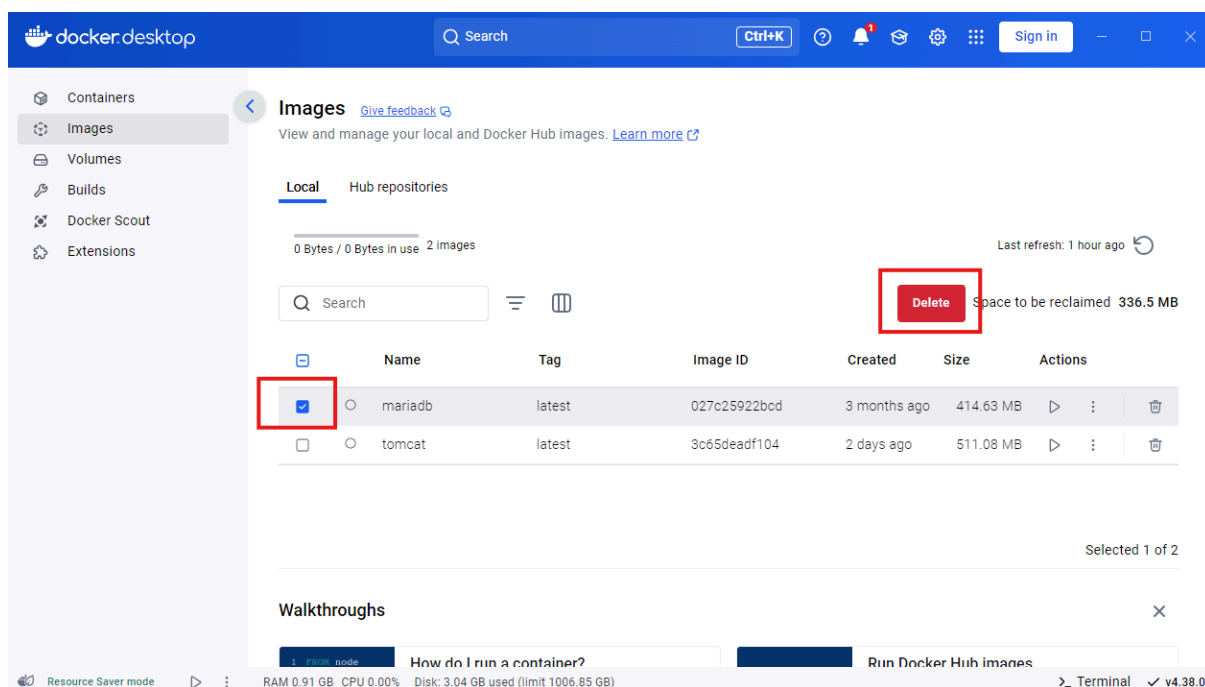 docker.desktop Search Ctrl+K 1 Sign in
Containers
Images
Volumes
Builds
Docker Scout
Extensions
Images Give feedback
View and manage your local and Docker Hub images. Learn more
Local Hub repositories
0 Bytes / 0 Bytes in use 2 images Last refresh: 1 hour ago
Search Delete Space to be reclaimed 336.5 MB
Name Tag Image ID Created Size Actions
mariadb latest 027c25922bcd 3 months ago 414.63 MB
tomcat latest 3c65deadf104 2 days ago 511.08 MB
Selected 1 of 2
Walkthroughs
1 FROM node How do I run a container? Run Docker Hub images
Resource Saver mode RAM 0.91 GB CPU 0.00% Disk: 3.04 GB used (limit 1006.85 GB) >_ Terminal v4.38.0